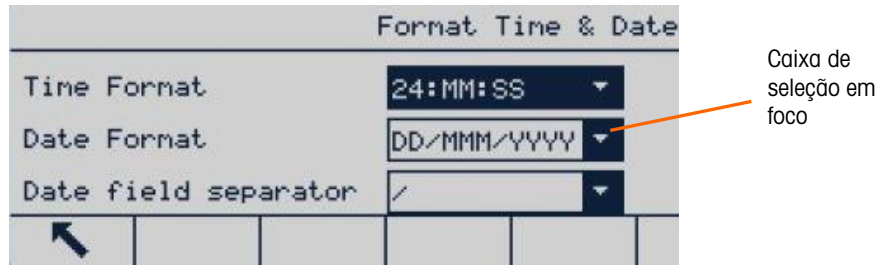 Format Time & Date
Time Format 24:MM:SS
Date Format DD/MMM/YYYY
Date field separator /
Caixa de
seleção em
foco